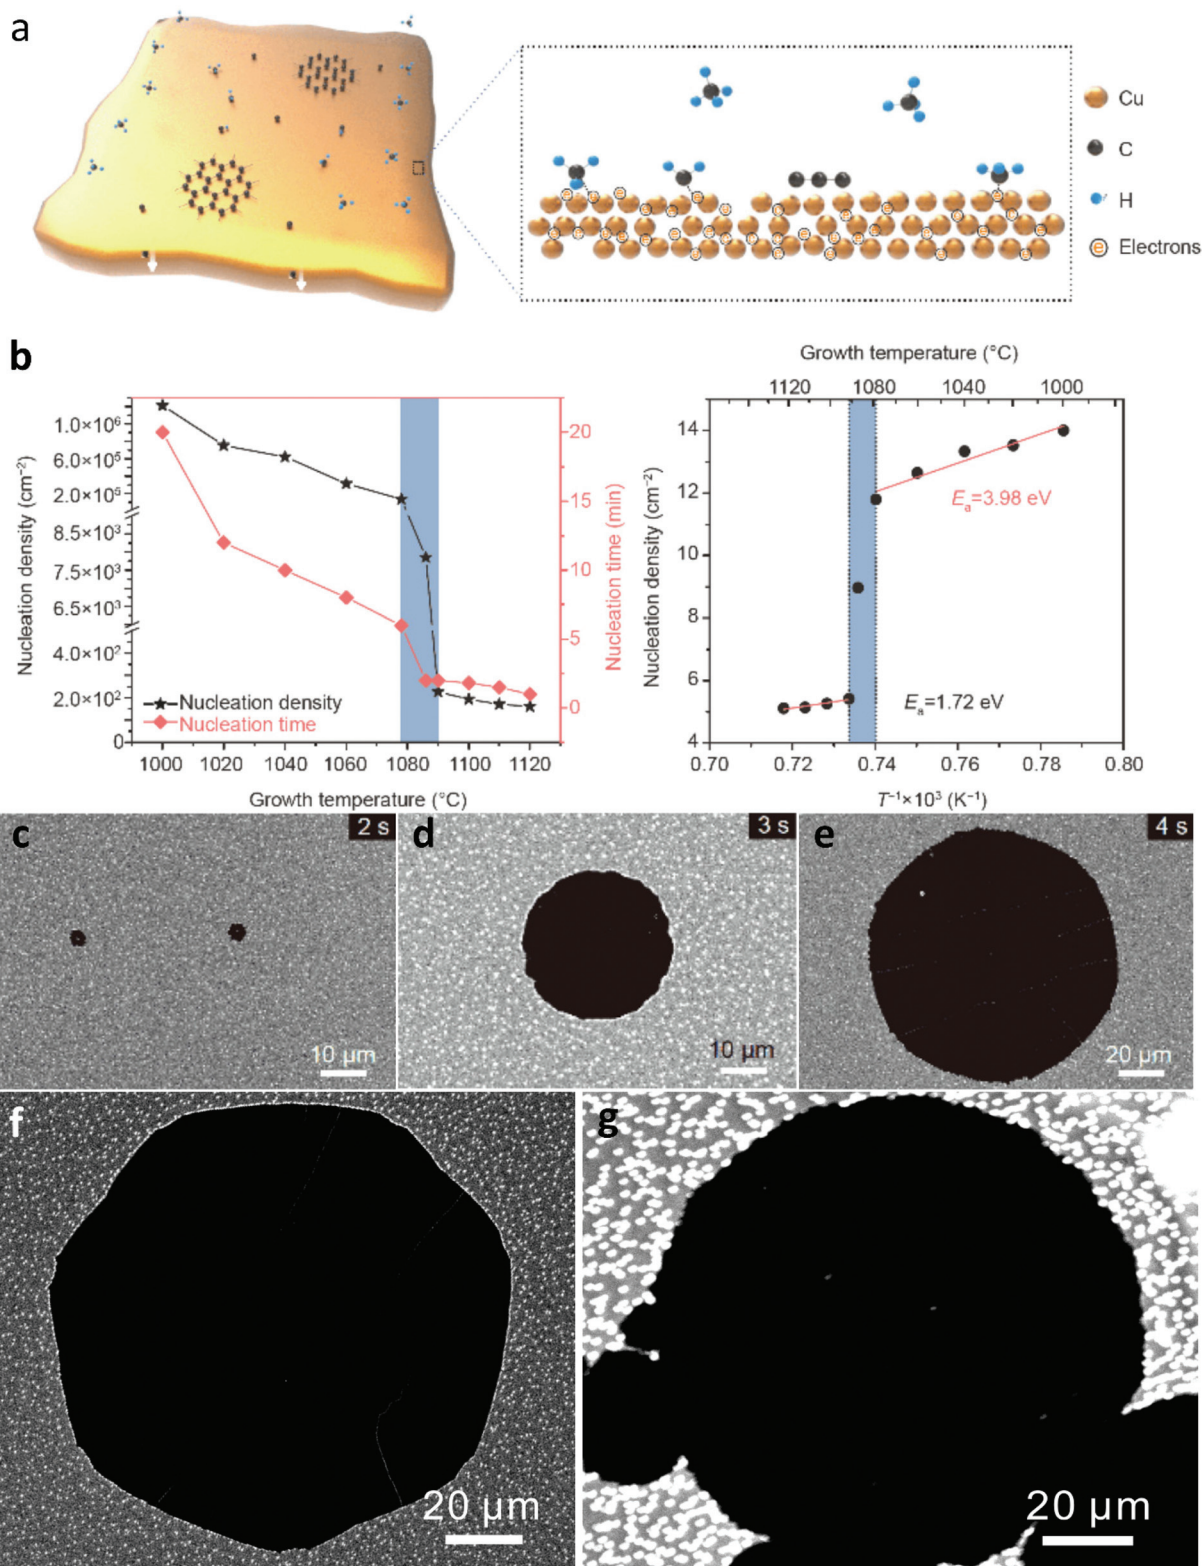 a
Cu
C
H
e
e
e
Electrons
b
Nucleation density (cm⁻²)
1.0×10⁶
6.0×10⁵
2.0×10⁵
8.5×10³
7.5×10³
6.5×10³
4.0×10²
2.0×10²
0
Nucleation density
Nucleation time
20
15
10
5
0
Nucleation time (min)
1000 1020 1040 1060 1080 1100 1120
Growth temperature (°C)
Growth temperature (°C)
1120 1080 1040 1000
Nucleation density (cm⁻²)
14
12
10
8
6
4
Eₐ=3.98 eV
Eₐ=1.72 eV
0.70 0.72 0.74 0.76 0.78 0.80
T⁻¹×10³ (K⁻¹)
c 2 s
10 μm
d 3 s
10 μm
e 4 s
20 μm
f
20 μm
g
20 μm